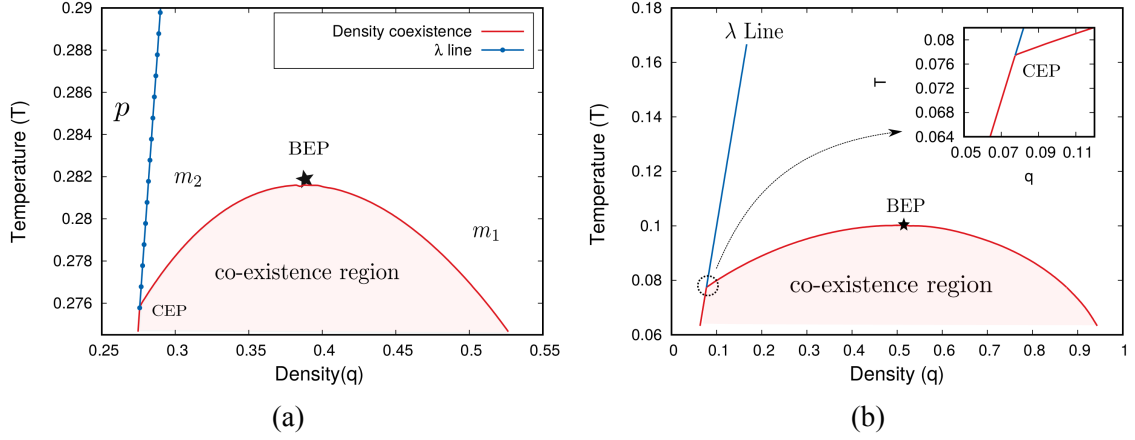 0.29
0.288
0.286
0.284
0.282
0.28
0.278
0.276
Temperature (T)
0.25
0.3
0.35
0.4
0.45
0.5
0.55
Density(q)
Density coexistence
λ line
p
m2
BEP
m1
co-existence region
CEP
(a)
0.18
0.16
0.14
0.12
0.1
0.08
0.06
Temperature (T)
0
0.1
0.2
0.3
0.4
0.5
0.6
0.7
0.8
0.9
1
Density (q)
λ Line
BEP
co-existence region
0.08
0.076
0.072
0.068
0.064
T
CEP
0.05
0.07
0.09
0.11
q
(b)